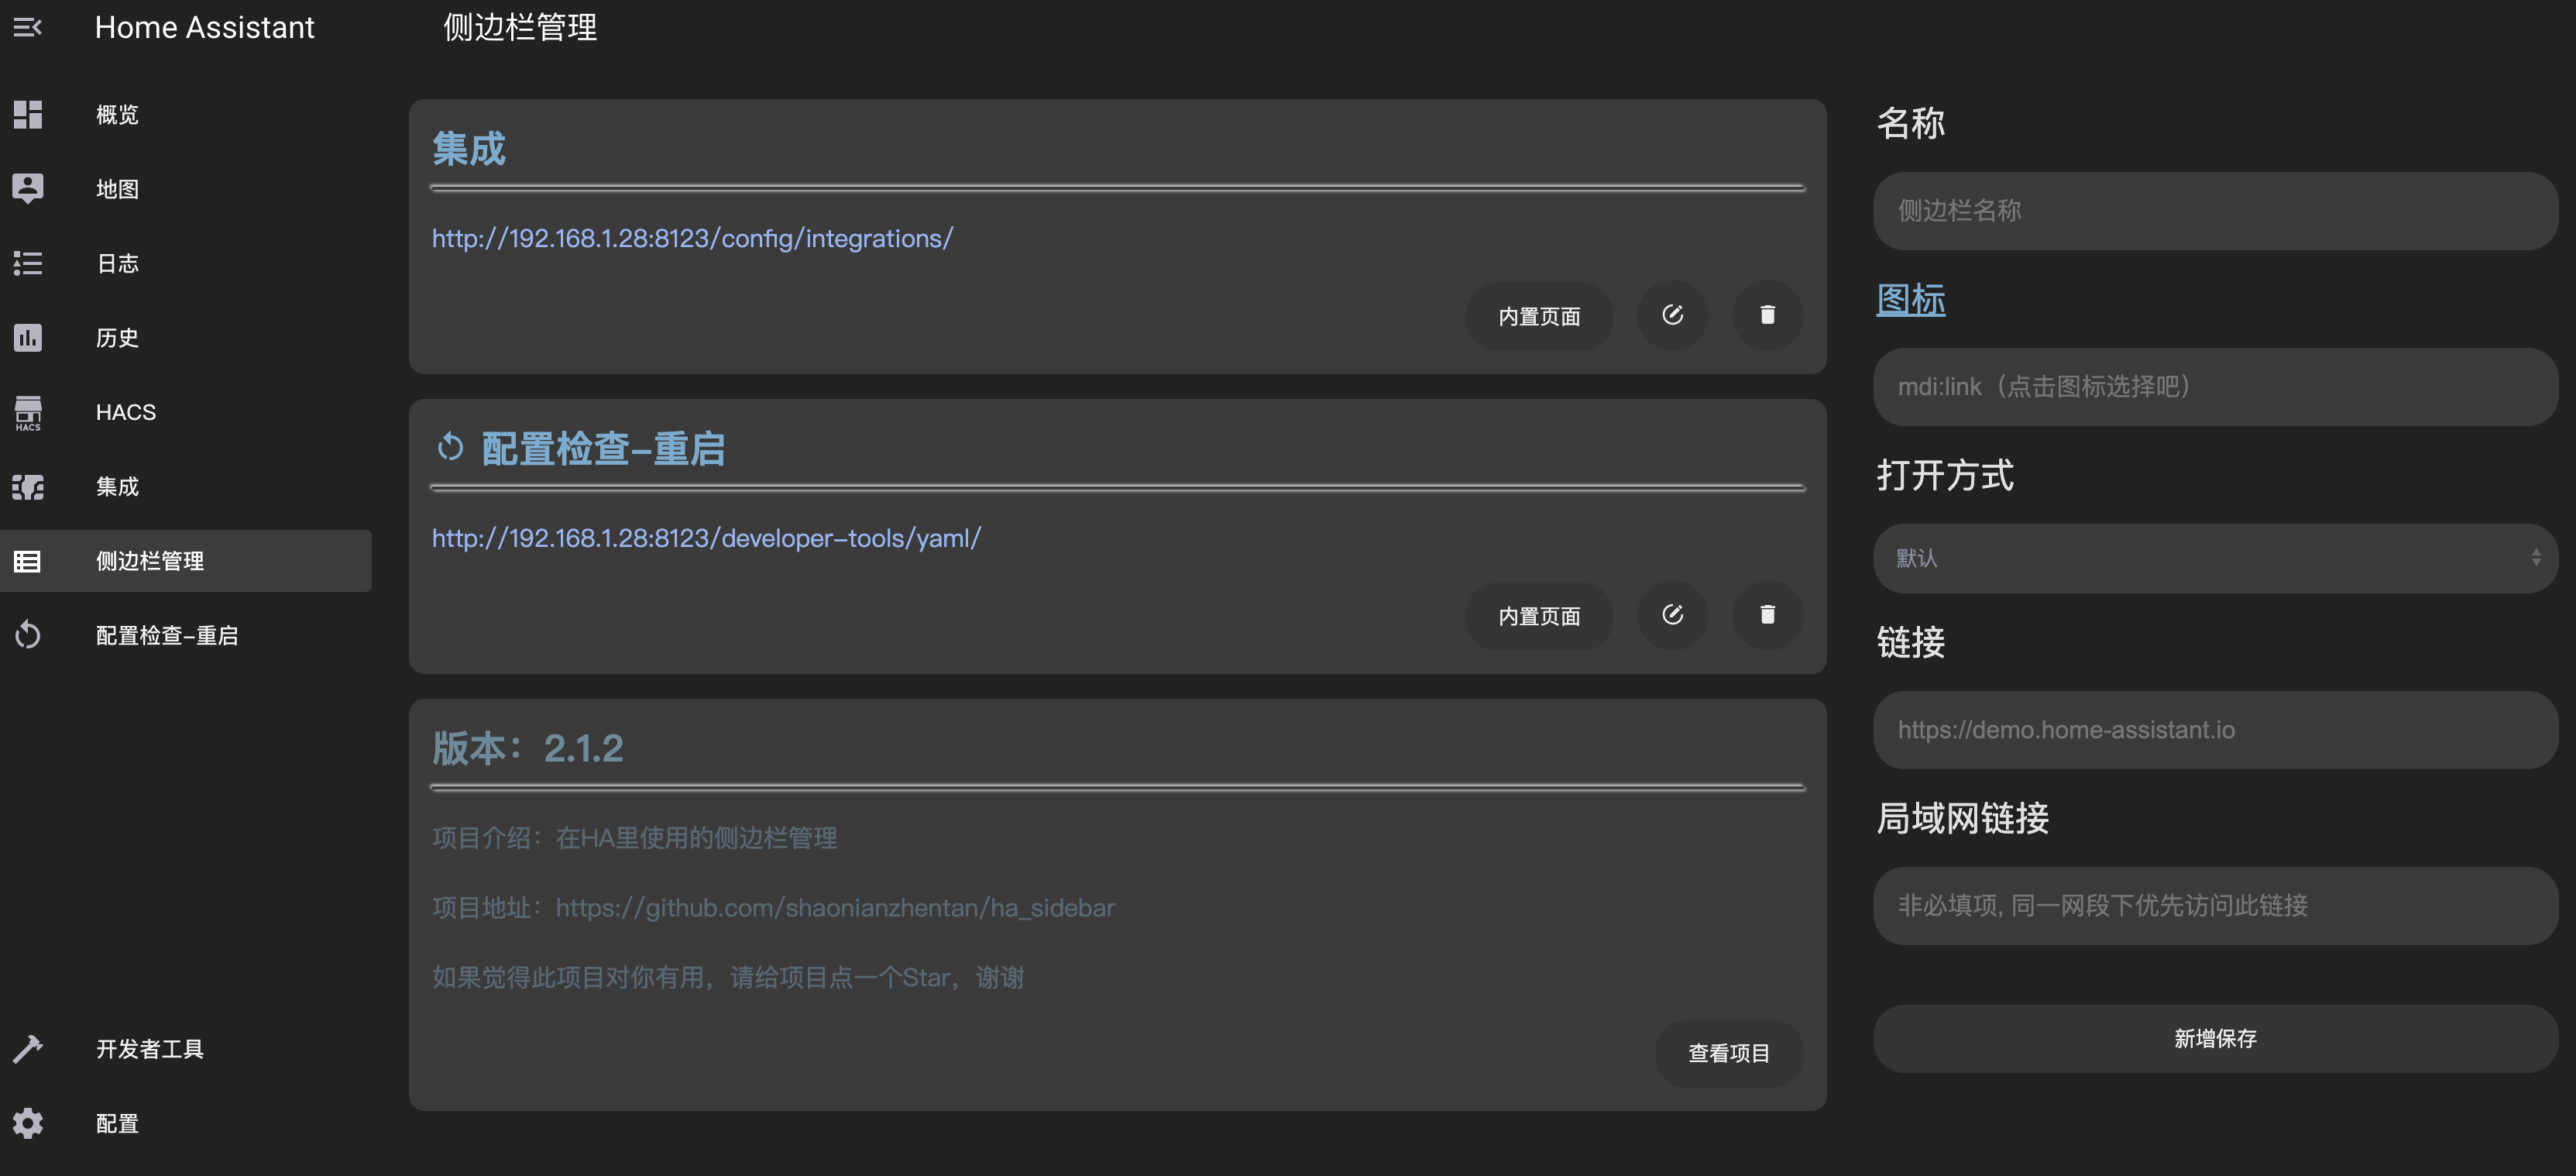 Home Assistant
侧边栏管理
概览
地图
日志
历史
HACS
HACS
集成
侧边栏管理
配置检查-重启
开发者工具
配置
集成
http://192.168.1.28:8123/config/integrations/
内置页面
配置检查-重启
http://192.168.1.28:8123/developer-tools/yaml/
内置页面
版本：2.1.2
项目介绍：在HA里使用的侧边栏管理
项目地址：https://github.com/shaonianzhentan/ha_sidebar
如果觉得此项目对你有用，请给项目点一个Star，谢谢
查看项目
名称
侧边栏名称
图标
mdi:link（点击图标选择吧）
打开方式
默认
链接
https://demo.home-assistant.io
局域网链接
非必填项, 同一网段下优先访问此链接
新增保存